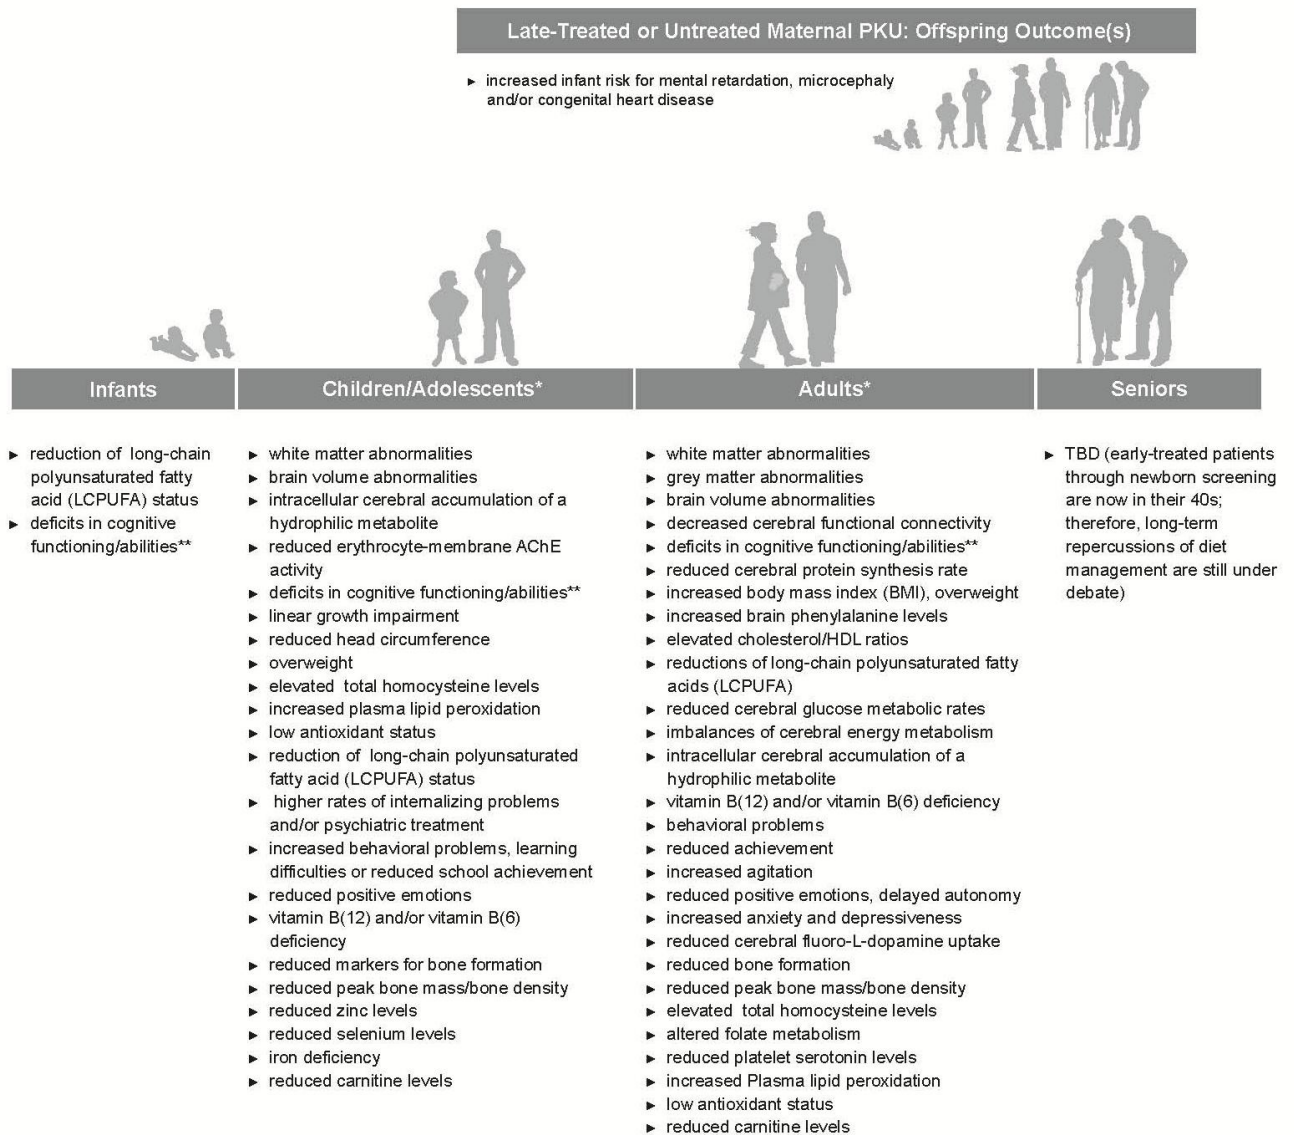 Late-Treated or Untreated Maternal PKU: Offspring Outcome(s)
► increased infant risk for mental retardation, microcephaly
and/or congenital heart disease
Infants
► reduction of long-chain
polyunsaturated fatty
acid (LCPUFA) status
► deficits in cognitive
functioning/abilities**
Children/Adolescents*
► white matter abnormalities
► brain volume abnormalities
► intracellular cerebral accumulation of a
hydrophilic metabolite
► reduced erythrocyte-membrane AChE
activity
► deficits in cognitive functioning/abilities**
► linear growth impairment
► reduced head circumference
► overweight
► elevated total homocysteine levels
► increased plasma lipid peroxidation
► low antioxidant status
► reduction of long-chain polyunsaturated
fatty acid (LCPUFA) status
► higher rates of internalizing problems
and/or psychiatric treatment
► increased behavioral problems, learning
difficulties or reduced school achievement
► reduced positive emotions
► vitamin B(12) and/or vitamin B(6)
deficiency
► reduced markers for bone formation
► reduced peak bone mass/bone density
► reduced zinc levels
► reduced selenium levels
► iron deficiency
► reduced carnitine levels
Adults*
► white matter abnormalities
► grey matter abnormalities
► brain volume abnormalities
► decreased cerebral functional connectivity
► deficits in cognitive functioning/abilities**
► reduced cerebral protein synthesis rate
► increased body mass index (BMI), overweight
► increased brain phenylalanine levels
► elevated cholesterol/HDL ratios
► reductions of long-chain polyunsaturated fatty
acids (LCPUFA)
► reduced cerebral glucose metabolic rates
► imbalances of cerebral energy metabolism
► intracellular cerebral accumulation of a
hydrophilic metabolite
► vitamin B(12) and/or vitamin B(6) deficiency
► behavioral problems
► reduced achievement
► increased agitation
► reduced positive emotions, delayed autonomy
► increased anxiety and depressiveness
► reduced cerebral fluoro-L-dopamine uptake
► reduced bone formation
► reduced peak bone mass/bone density
► elevated total homocysteine levels
► altered folate metabolism
► reduced platelet serotonin levels
► increased Plasma lipid peroxidation
► low antioxidant status
► reduced carnitine levels
Seniors
► TBD (early-treated patients
through newborn screening
are now in their 40s;
therefore, long-term
repercussions of diet
management are still under
debate)